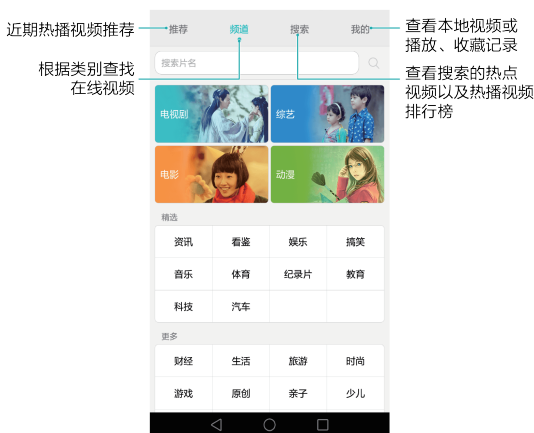 近期热播视频推荐
根据类别查找
在线视频
推荐 频道 搜索 我的
查看本地视频或
播放、收藏记录
查看搜索的热点
视频以及热播视频
排行榜
搜索片名
电视剧 综艺
电影 动漫
精选
资讯 看鉴 娱乐 搞笑
音乐 体育 纪录片 教育
科技 汽车
更多
财经 生活 旅游 时尚
游戏 原创 亲子 少儿